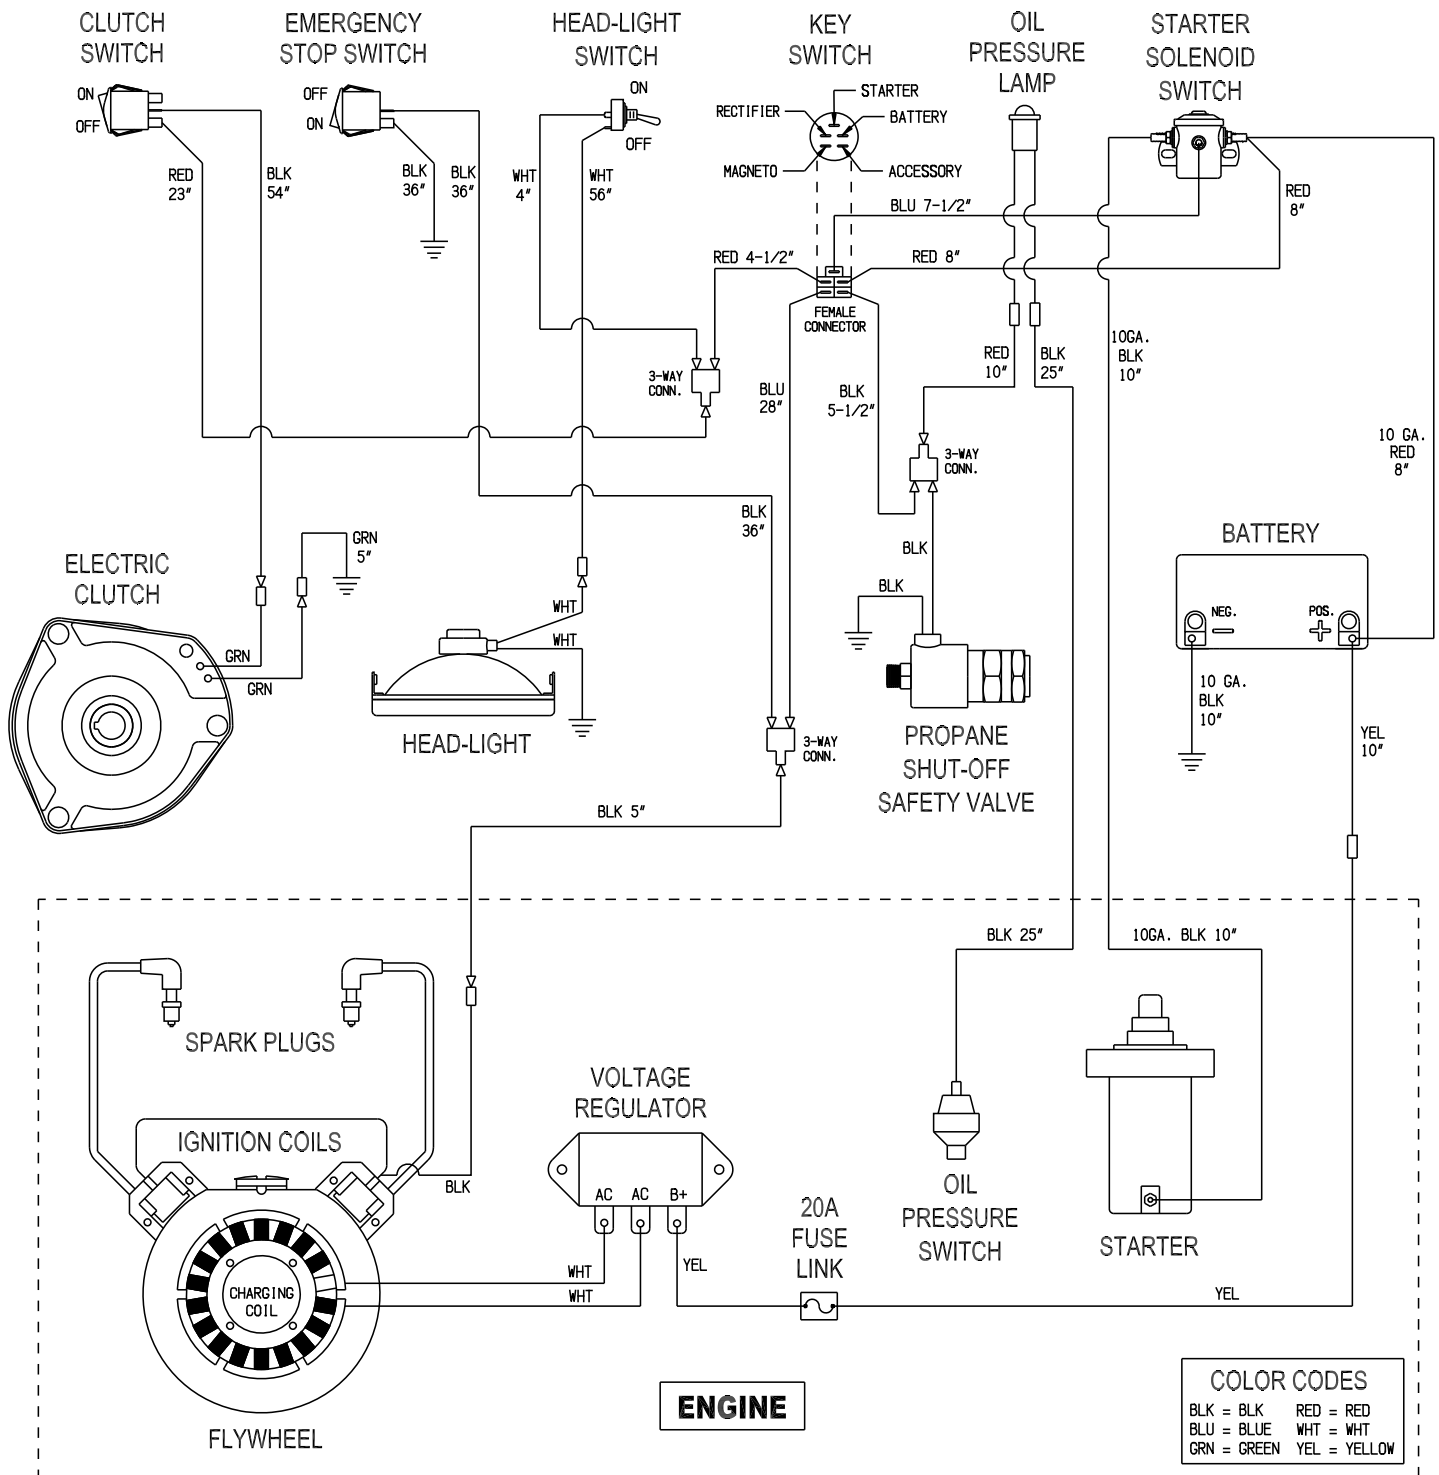 CLUTCH
SWITCH
EMERGENCY
STOP SWITCH
HEAD-LIGHT
SWITCH
KEY
SWITCH
OIL
PRESSURE
LAMP
STARTER
SOLENOID
SWITCH
ON
OFF
OFF
ON
ON
OFF
RECTIFIER
STARTER
BATTERY
MAGNETO
ACCESSORY
RED
23"
BLK
54"
BLK
36"
BLK
36"
WHT
4"
WHT
56"
BLU 7-1/2"
RED
8"
RED 4-1/2"
RED 8"
FEMALE
CONNECTOR
3-WAY
CONN.
BLU
28"
BLK
5-1/2"
RED
10"
BLK
25"
10GA.
BLK
10"
10 GA.
RED
8"
3-WAY
CONN.
BLK
36"
BLK
BLK
GRN
5"
ELECTRIC
CLUTCH
GRN
GRN
WHT
WHT
HEAD-LIGHT
BATTERY
NEG.
POS.
10 GA.
BLK
10"
YEL
10"
PROPANE
SHUT-OFF
SAFETY VALVE
3-WAY
CONN.
BLK 5"
BLK 25"
10GA. BLK 10"
SPARK PLUGS
IGNITION COILS
BLK
VOLTAGE
REGULATOR
AC
AC
B+
20A
FUSE
LINK
OIL
PRESSURE
SWITCH
STARTER
WHT
WHT
YEL
YEL
CHARGING
COIL
FLYWHEEL
ENGINE
COLOR CODES
BLK = BLK RED = RED
BLU = BLUE WHT = WHT
GRN = GREEN YEL = YELLOW